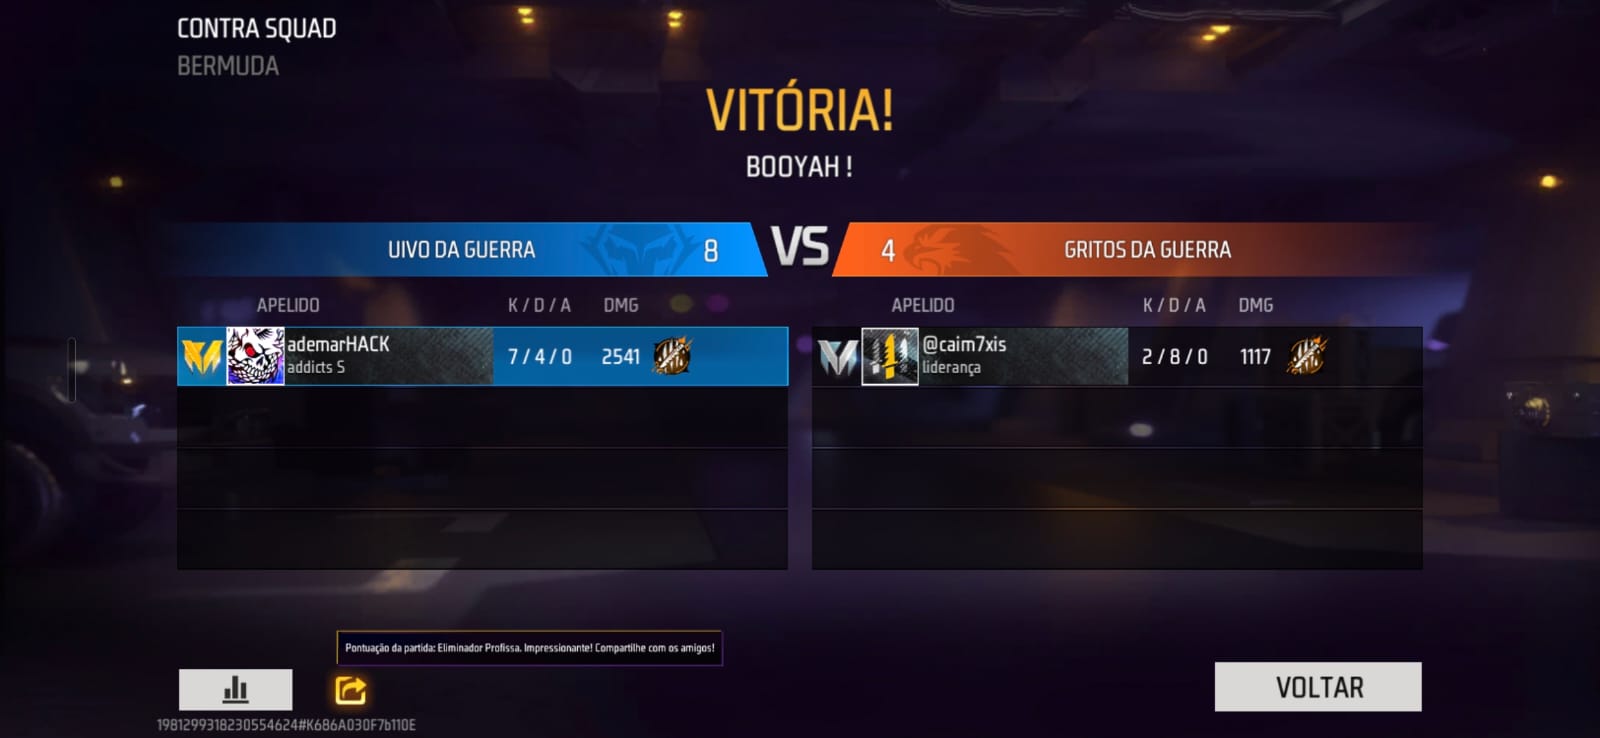 CONTRA SQUAD
BERMUDA
VITÓRIA!
BOOYAH !
UIVO DA GUERRA 8 VS 4 GRITOS DA GUERRA
APELIDO K / D / A DMG APELIDO K / D / A DMG
ademarHACK 7 / 4 / 0 2541 @caim7xis 2 / 8 / 0 1117
addicts S liderança
Pontuação da partida: Eliminador Profissa. Impressionante! Compartilhe com os amigos!
VOLTAR
1981299318230554624#K686A030F7b110E